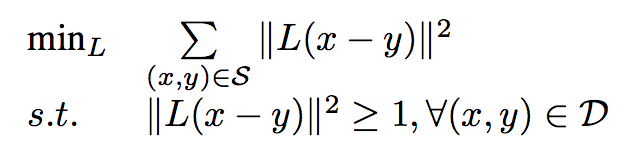 min_L ∑_{(x,y)∈𝒮} ‖L(x − y)‖²
s.t. ‖L(x − y)‖² ≥ 1, ∀(x, y) ∈ 𝒟